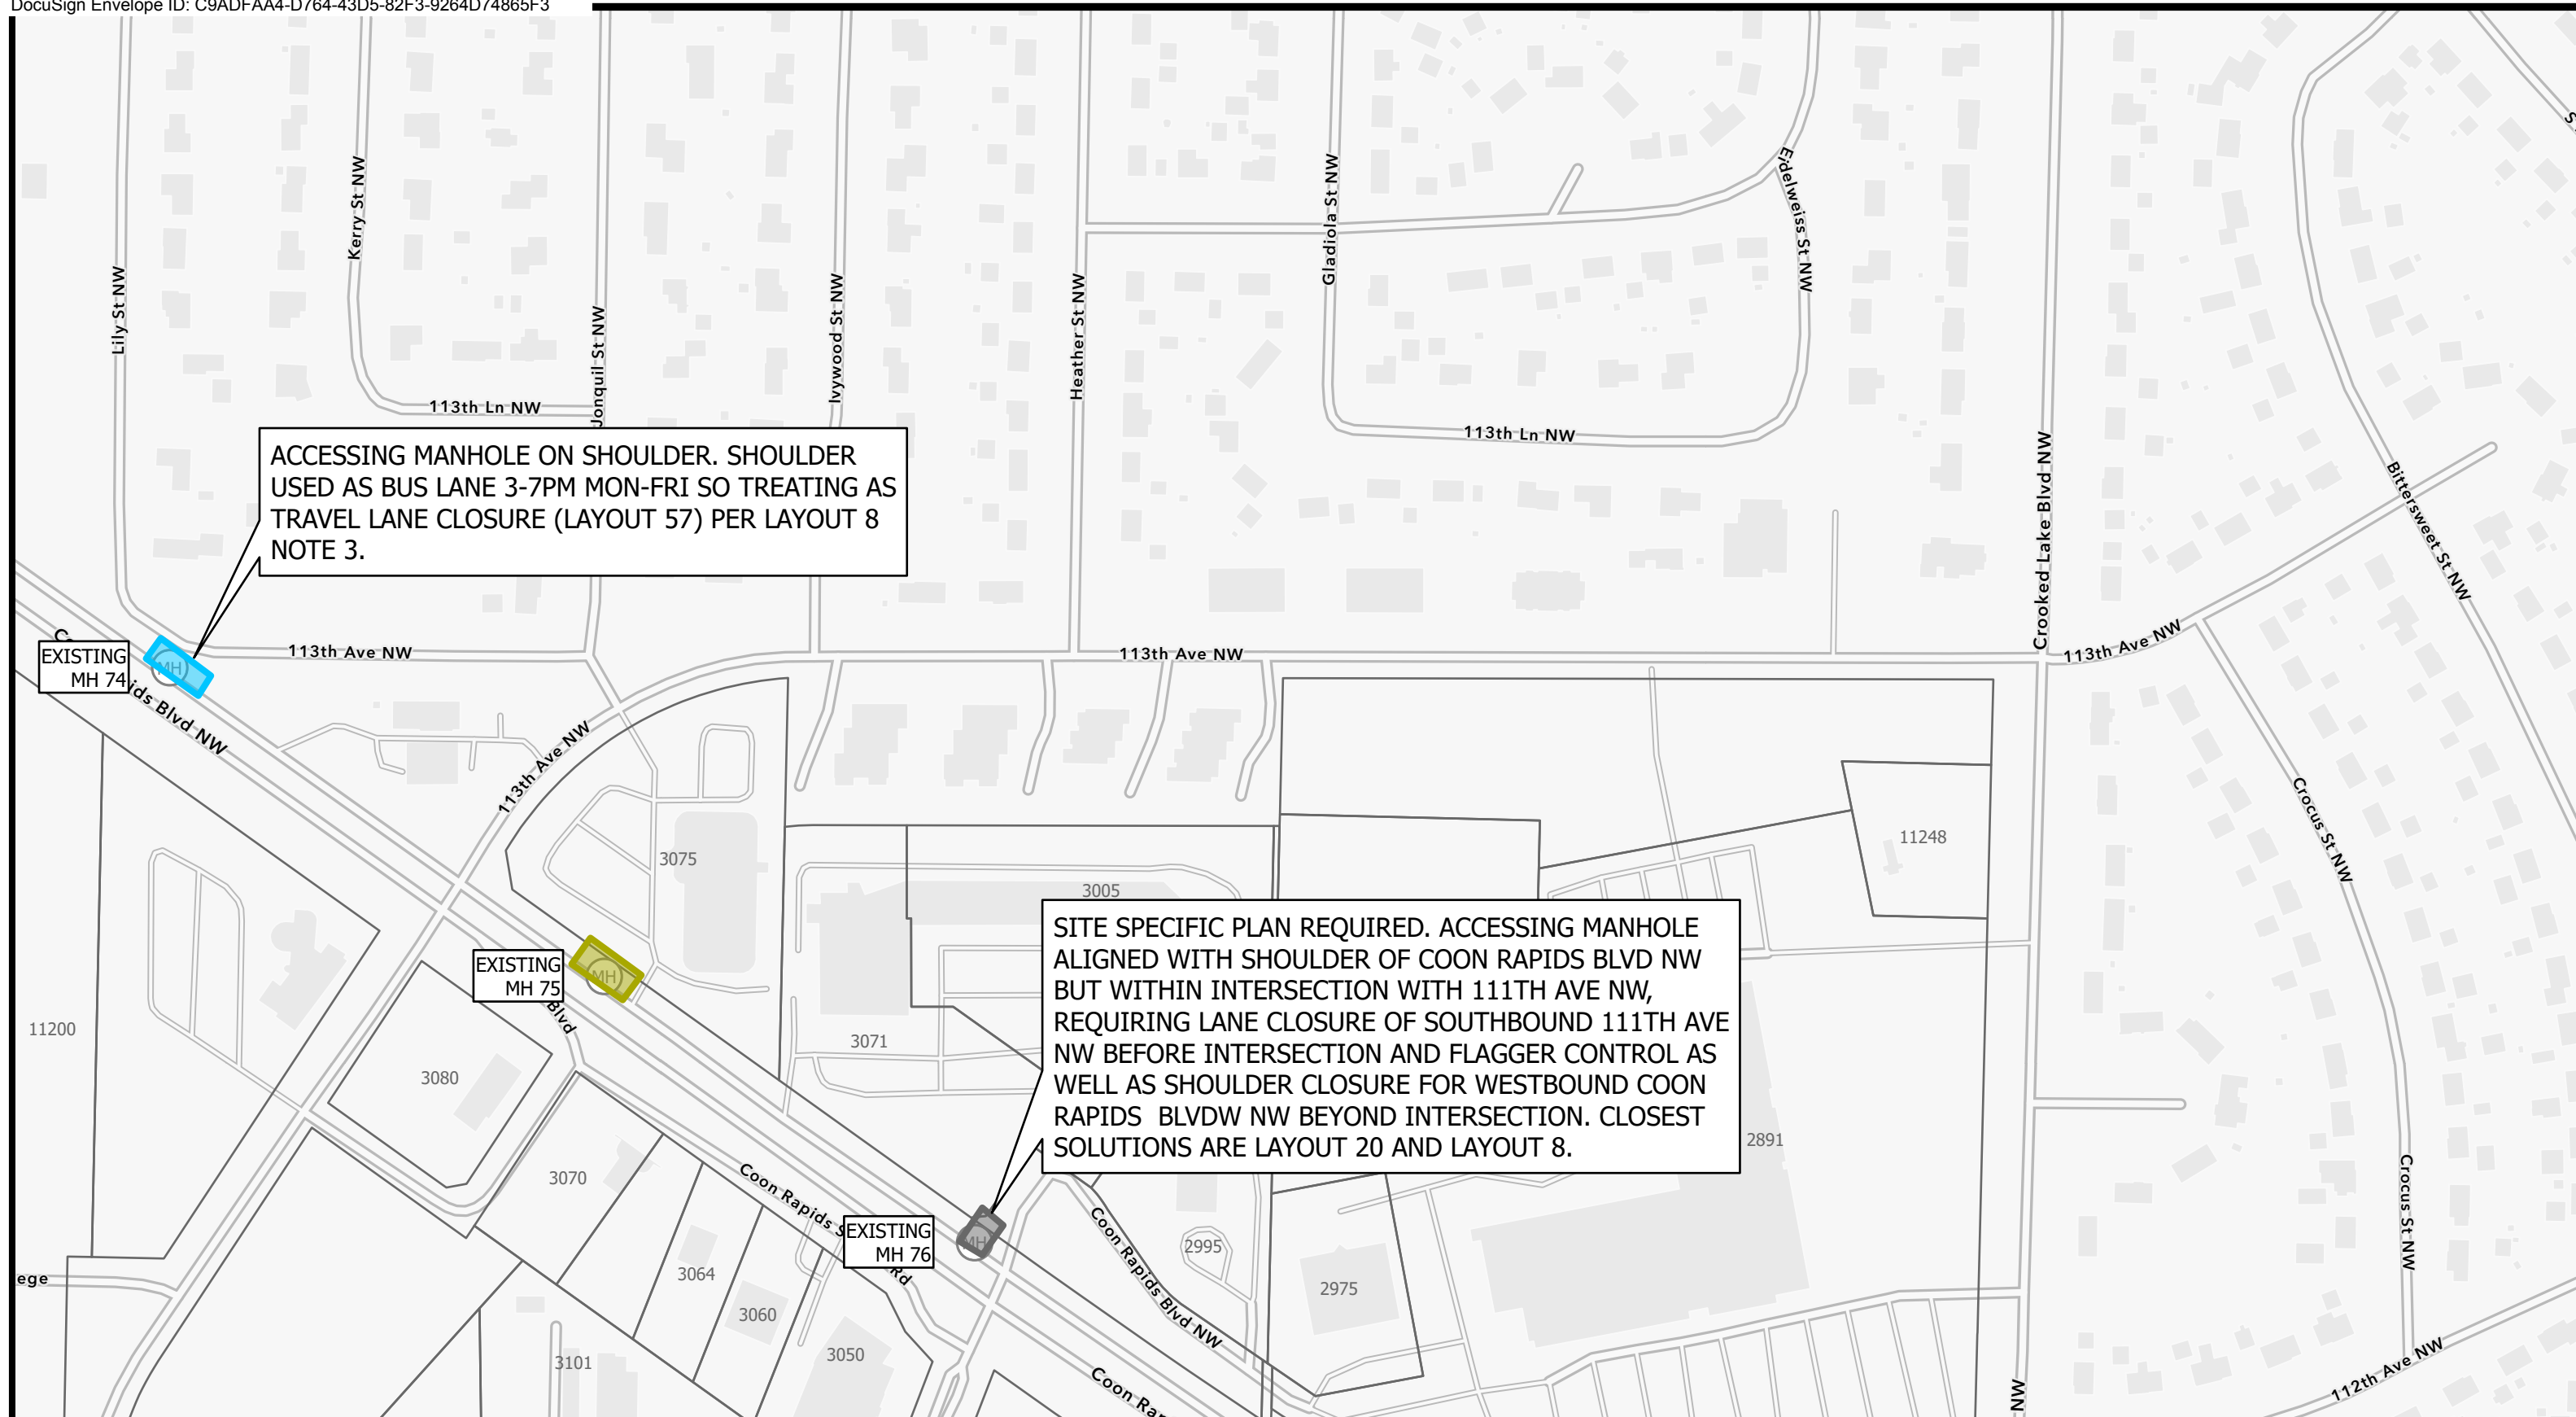 DocuSign Envelope ID: C9ADFAA4-D764-43D5-82F3-9264D74865F3
Lily St NW
Kerry St NW
113th Ln NW
Jonquil St NW
Ivywood St NW
Heather St NW
Gladiola St NW
Eidelweiss St NW
113th Ln NW
Crooked Lake Blvd NW
Bittersweet St NW
ACCESSING MANHOLE ON SHOULDER. SHOULDER
USED AS BUS LANE 3-7PM MON-FRI SO TREATING AS
TRAVEL LANE CLOSURE (LAYOUT 57) PER LAYOUT 8
NOTE 3.
EXISTING
MH 74
MH
ids Blvd NW
113th Ave NW
113th Ave NW
113th Ave NW
113th Ave NW
Crocus St NW
Crocus St NW
11248
3075
3005
EXISTING
MH 75
MH
Blvd
11200
3080
3071
SITE SPECIFIC PLAN REQUIRED. ACCESSING MANHOLE
ALIGNED WITH SHOULDER OF COON RAPIDS BLVD NW
BUT WITHIN INTERSECTION WITH 111TH AVE NW,
REQUIRING LANE CLOSURE OF SOUTHBOUND 111TH AVE
NW BEFORE INTERSECTION AND FLAGGER CONTROL AS
WELL AS SHOULDER CLOSURE FOR WESTBOUND COON
RAPIDS  BLVDW NW BEYOND INTERSECTION. CLOSEST
SOLUTIONS ARE LAYOUT 20 AND LAYOUT 8.
2891
3070
Coon Rapids S
Rd
EXISTING
MH 76
MH
Coon Rapids Blvd NW
2995
2975
ege
3064
3060
3101
3050
Coon Ra
NW
112th Ave NW